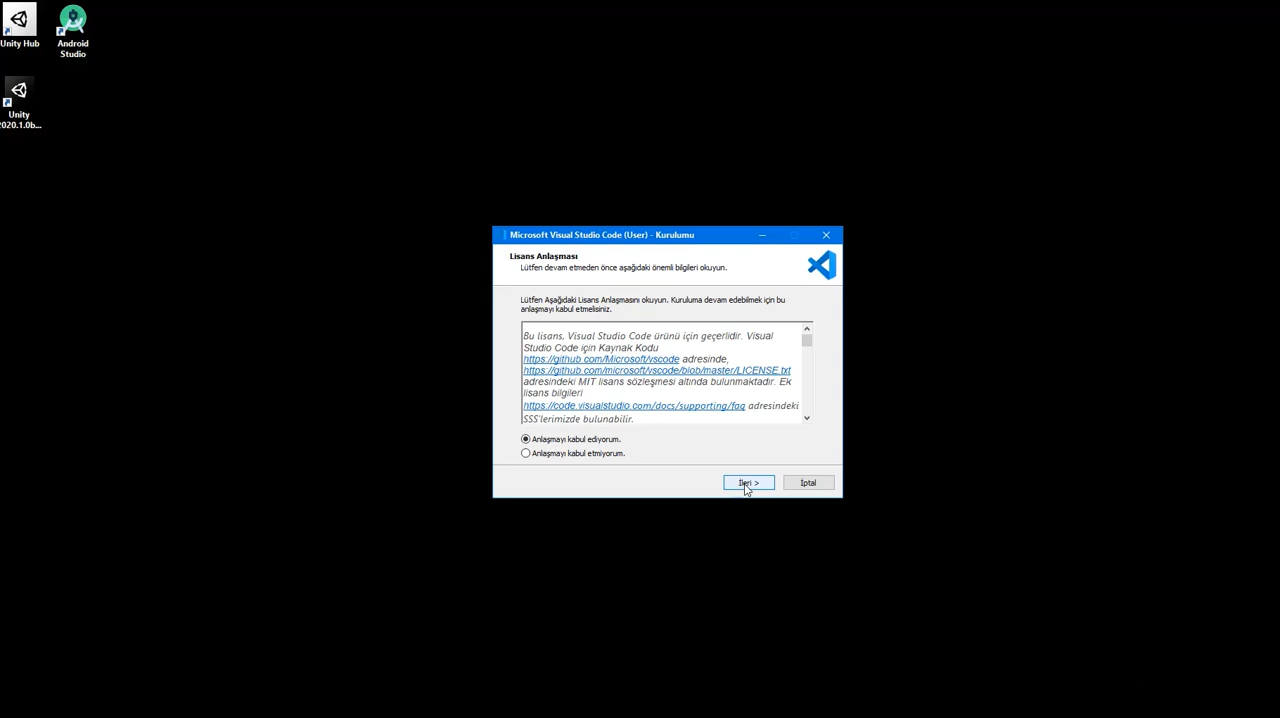 Unity Hub
Android
Studio
Unity
2020.1.0b...
Microsoft Visual Studio Code (User) - Kurulumu
Lisans Anlaşması
Lütfen devam etmeden önce aşağıdaki önemli bilgileri okuyun.
Lütfen Aşağıdaki Lisans Anlaşmasını okuyun. Kuruluma devam edebilmek için bu
anlaşmayı kabul etmelisiniz.
Bu lisans, Visual Studio Code ürünü için geçerlidir. Visual
Studio Code için Kaynak Kodu
https://github.com/Microsoft/vscode adresinde,
https://github.com/microsoft/vscode/blob/master/LICENSE.txt
adresindeki MIT lisans sözleşmesi altında bulunmaktadır. Ek
lisans bilgileri
https://code.visualstudio.com/docs/supporting/faq adresindeki
SSS'lerimizde bulunabilir.
Anlaşmayı kabul ediyorum.
Anlaşmayı kabul etmiyorum.
İleri >
İptal